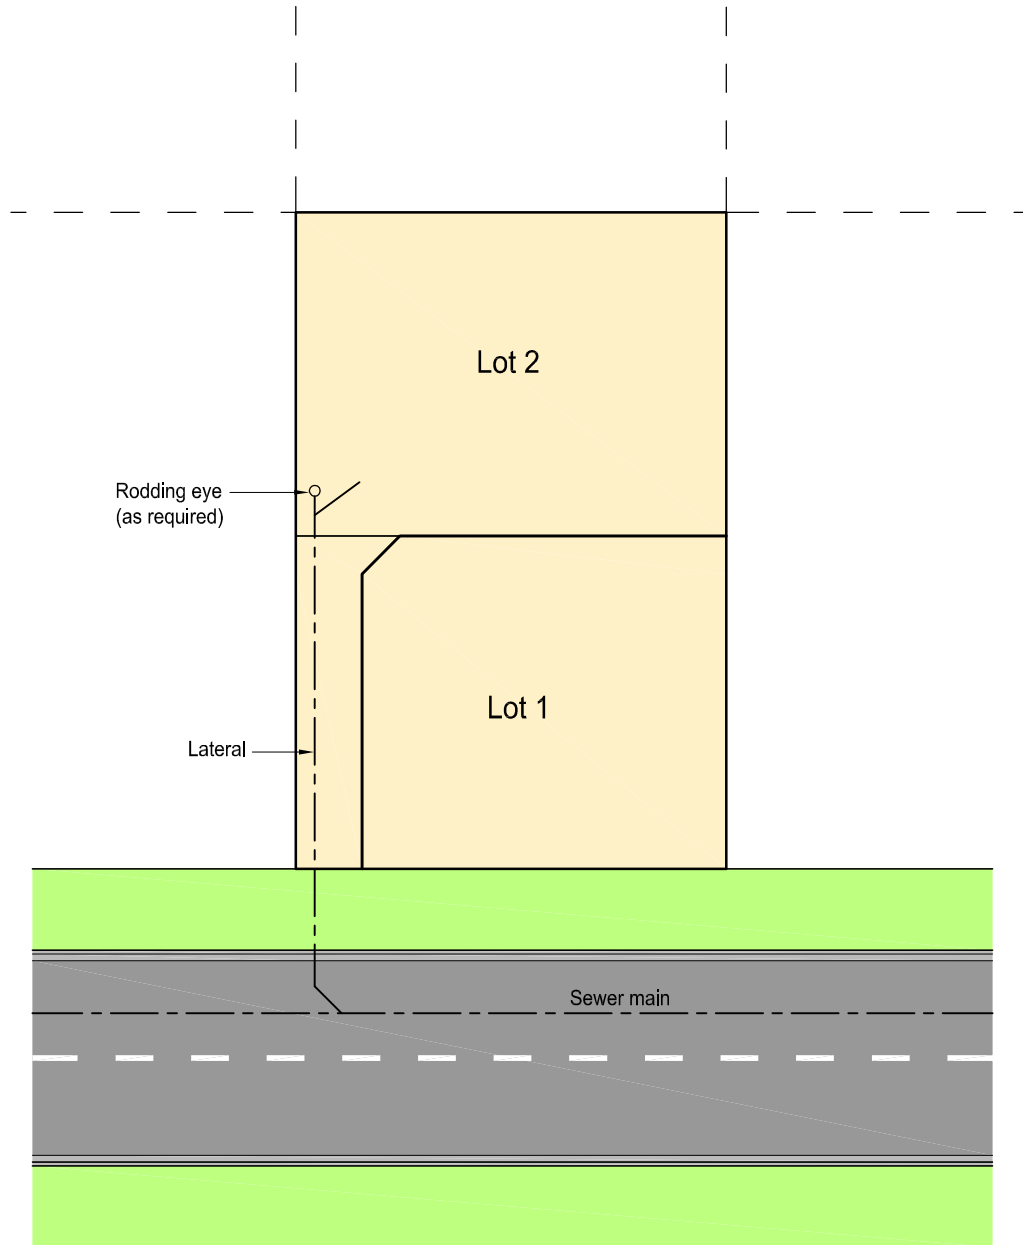 Lot 2
Rodding eye
(as required)
Lot 1
Lateral
Sewer main